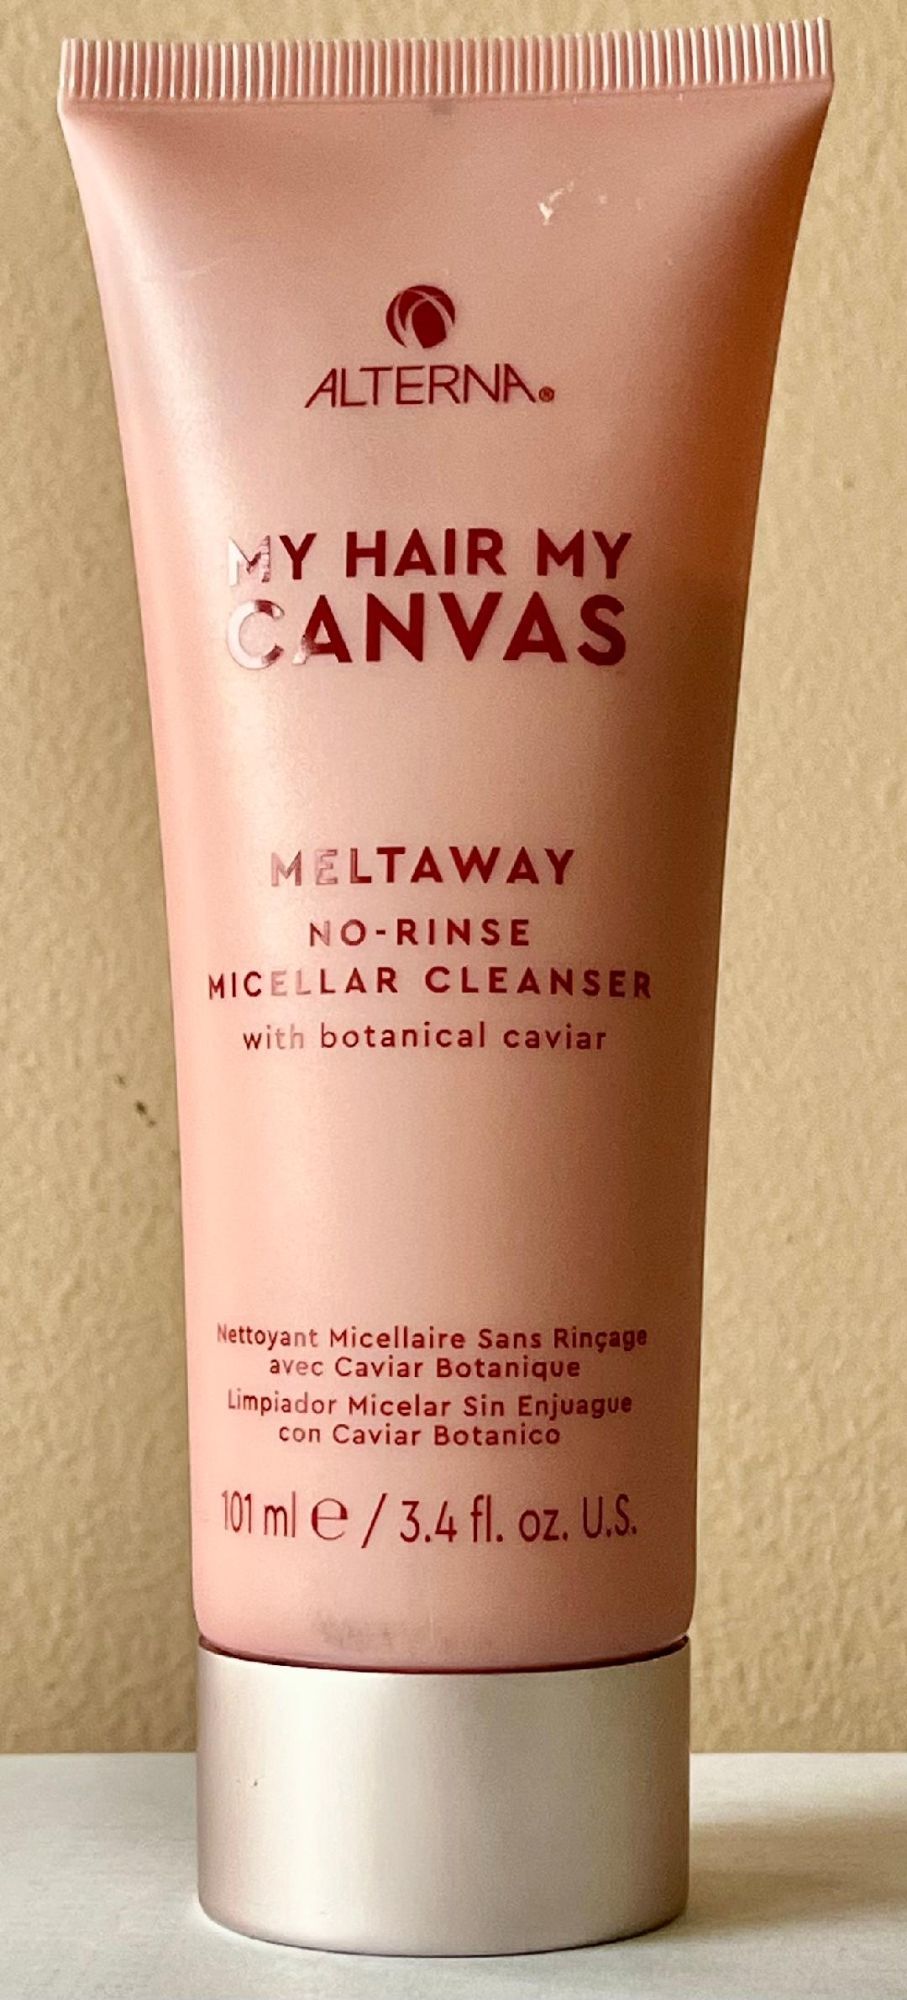 ALTERNA®
MY HAIR MY
CANVAS
MELTAWAY
NO-RINSE
MICELLAR CLEANSER
with botanical caviar
Nettoyant Micellaire Sans Rinçage
avec Caviar Botanique
Limpiador Micelar Sin Enjuague
con Caviar Botanico
101 ml ℮ / 3.4 fl. oz. U.S.